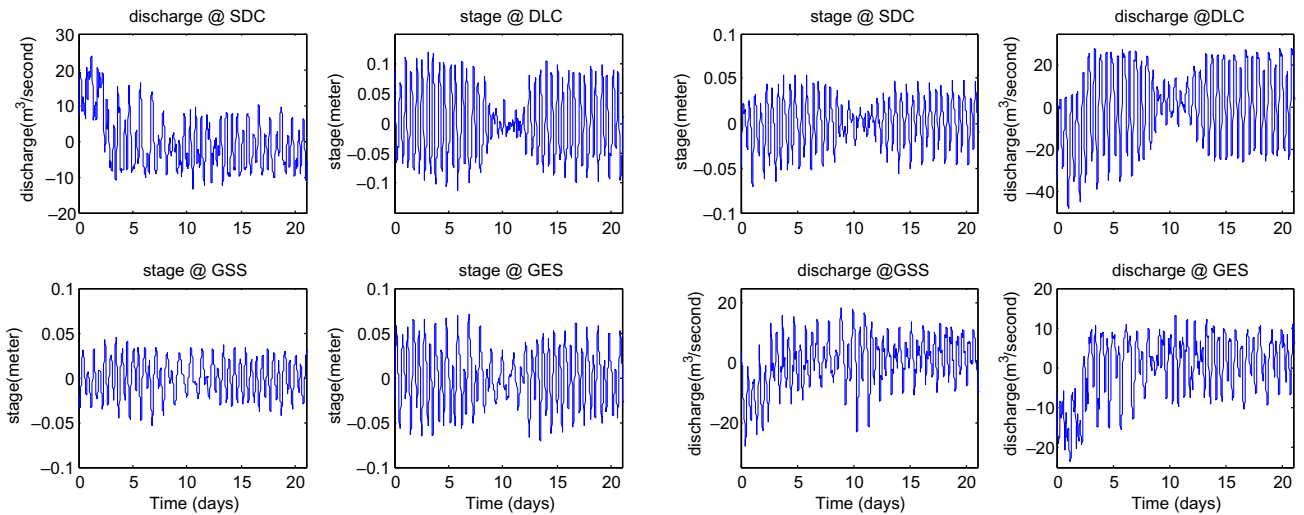 discharge @ SDC
30
20
10
0
–10
–20
discharge(m³/second)
0 5 10 15 20
stage @ DLC
0.1
0.05
0
–0.05
–0.1
stage(meter)
0 5 10 15 20
stage @ SDC
0.1
0.05
0
–0.05
–0.1
stage(meter)
0 5 10 15 20
discharge @DLC
20
0
–20
–40
discharge(m³/second)
0 5 10 15 20
stage @ GSS
0.1
0.05
0
–0.05
–0.1
stage(meter)
0 5 10 15 20
Time (days)
stage @ GES
0.1
0.05
0
–0.05
–0.1
stage(meter)
0 5 10 15 20
Time (days)
discharge @GSS
20
0
–20
discharge(m³/second)
0 5 10 15 20
Time (days)
discharge @ GES
20
10
0
–10
–20
discharge(m³/second)
0 5 10 15 20
Time (days)